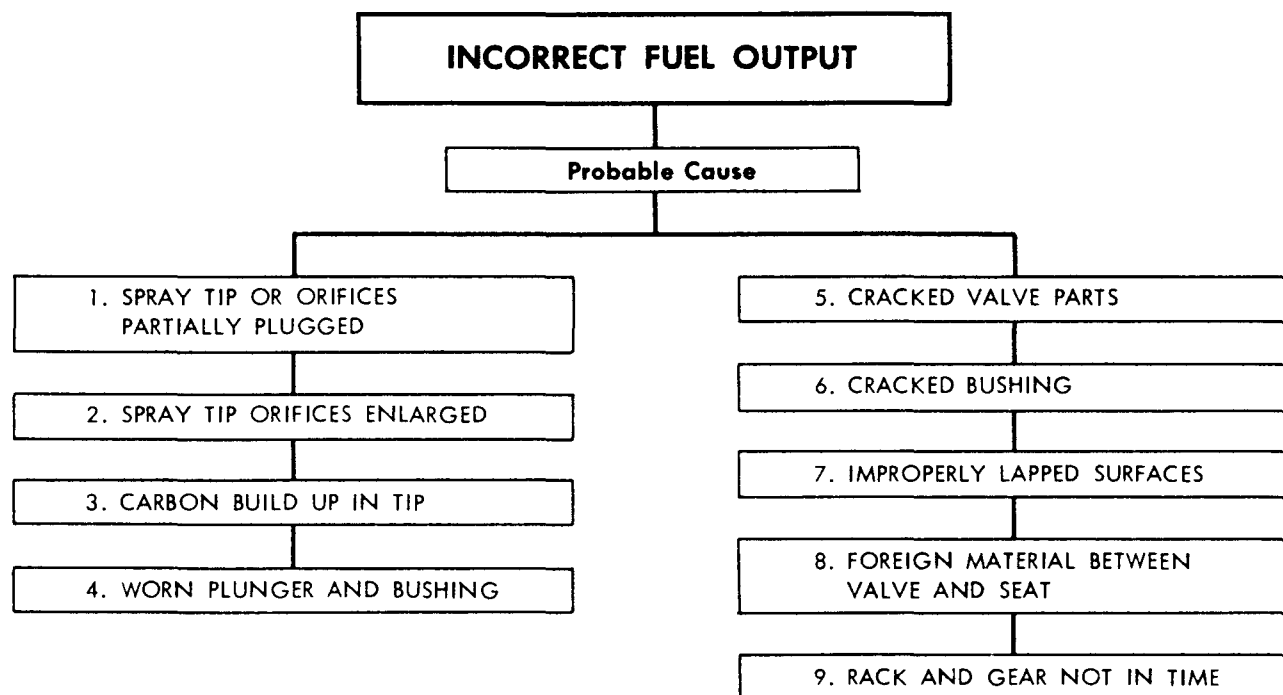 INCORRECT FUEL OUTPUT
Probable Cause
1. SPRAY TIP OR ORIFICES
PARTIALLY PLUGGED
2. SPRAY TIP ORIFICES ENLARGED
3. CARBON BUILD UP IN TIP
4. WORN PLUNGER AND BUSHING
5. CRACKED VALVE PARTS
6. CRACKED BUSHING
7. IMPROPERLY LAPPED SURFACES
8. FOREIGN MATERIAL BETWEEN
VALVE AND SEAT
9. RACK AND GEAR NOT IN TIME